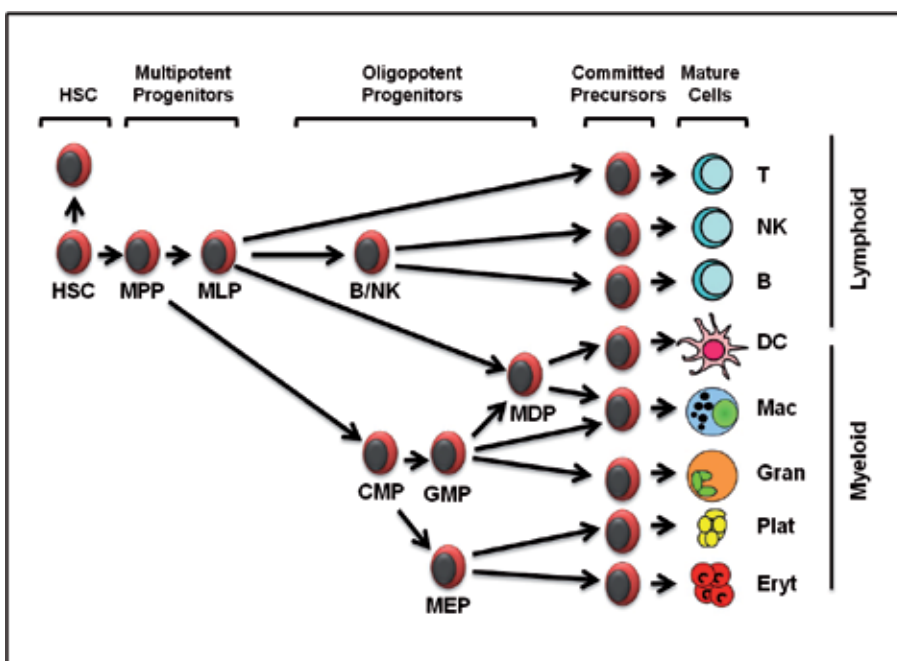 HSC
Multipotent
Progenitors
Oligopotent
Progenitors
Committed
Precursors
Mature
Cells
T
NK
B
DC
Mac
Gran
Plat
Eryt
HSC
MPP
MLP
B/NK
MDP
CMP
GMP
MEP
Lymphoid
Myeloid